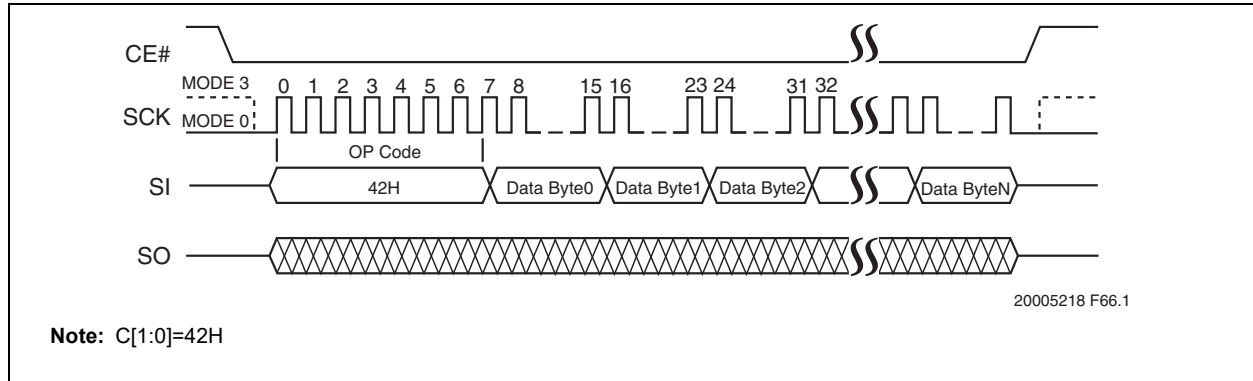 CE#
MODE 3
0 1 2 3 4 5 6 7 8 15 16 23 24 31 32
SCK
MODE 0
OP Code
SI
42H Data Byte0 Data Byte1 Data Byte2 Data ByteN
SO
20005218 F66.1
Note: C[1:0]=42H